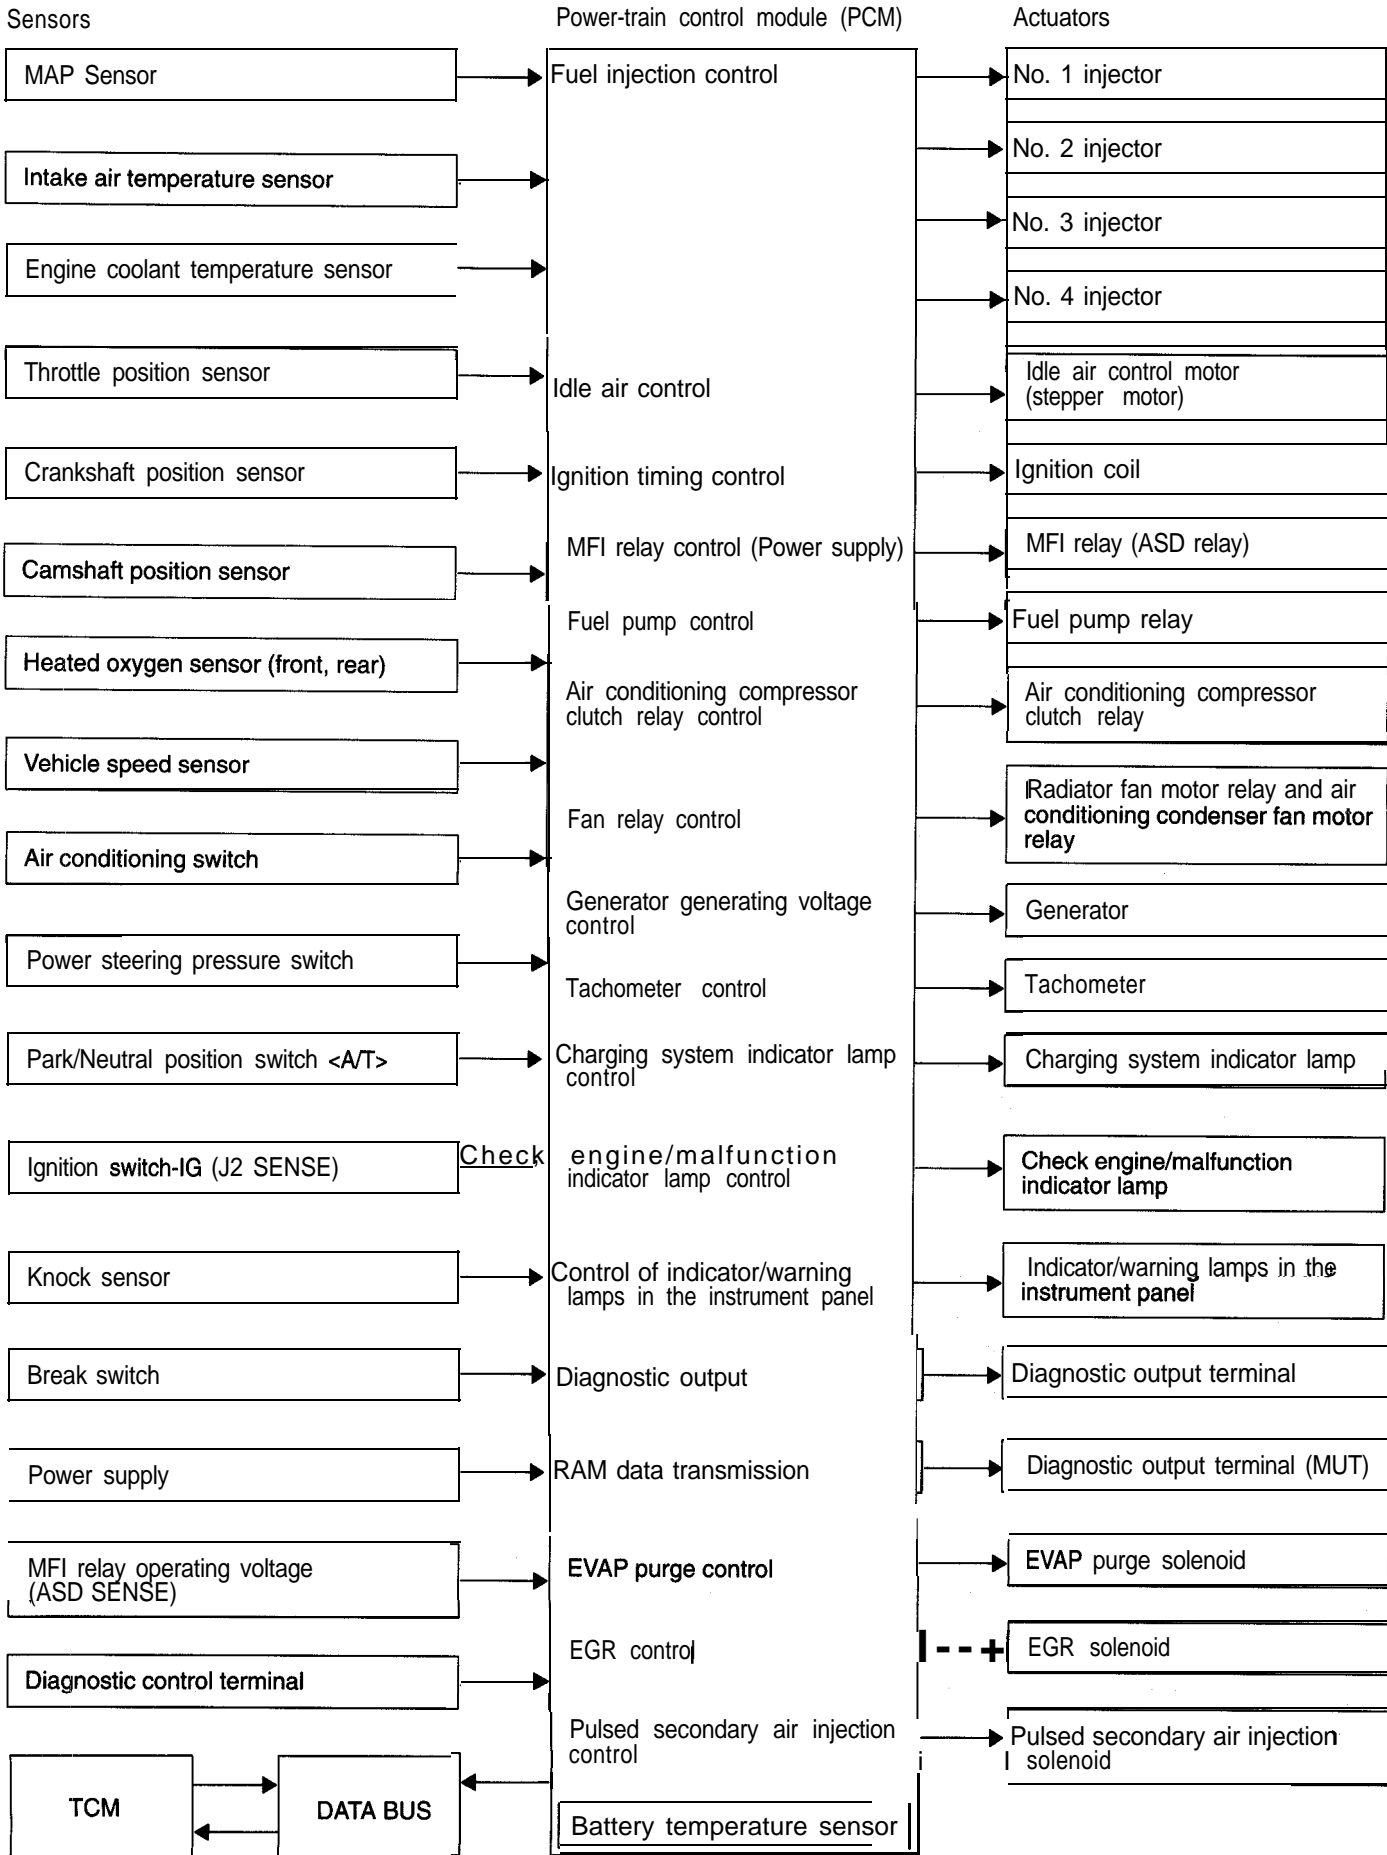 Sensors
Power-train control module (PCM)
Actuators
MAP Sensor
Intake air temperature sensor
Engine coolant temperature sensor
Throttle position sensor
Crankshaft position sensor
Camshaft position sensor
Heated oxygen sensor (front, rear)
Vehicle speed sensor
Air conditioning switch
Power steering pressure switch
Park/Neutral position switch <A/T>
Ignition switch-IG (J2 SENSE)
Knock sensor
Break switch
Power supply
MFI relay operating voltage
(ASD SENSE)
Diagnostic control terminal
TCM
DATA BUS
Fuel injection control
Idle air control
Ignition timing control
MFI relay control (Power supply)
Fuel pump control
Air conditioning compressor
clutch relay control
Fan relay control
Generator generating voltage
control
Tachometer control
Charging system indicator lamp
control
Check engine/malfunction
indicator lamp control
Control of indicator/warning
lamps in the instrument panel
Diagnostic output
RAM data transmission
EVAP purge control
EGR control
Pulsed secondary air injection
control
Battery temperature sensor
No. 1 injector
No. 2 injector
No. 3 injector
No. 4 injector
Idle air control motor
(stepper motor)
Ignition coil
MFI relay (ASD relay)
Fuel pump relay
Air conditioning compressor
clutch relay
Radiator fan motor relay and air
conditioning condenser fan motor
relay
Generator
Tachometer
Charging system indicator lamp
Check engine/malfunction
indicator lamp
Indicator/warning lamps in the
instrument panel
Diagnostic output terminal
Diagnostic output terminal (MUT)
EVAP purge solenoid
EGR solenoid
Pulsed secondary air injection
solenoid